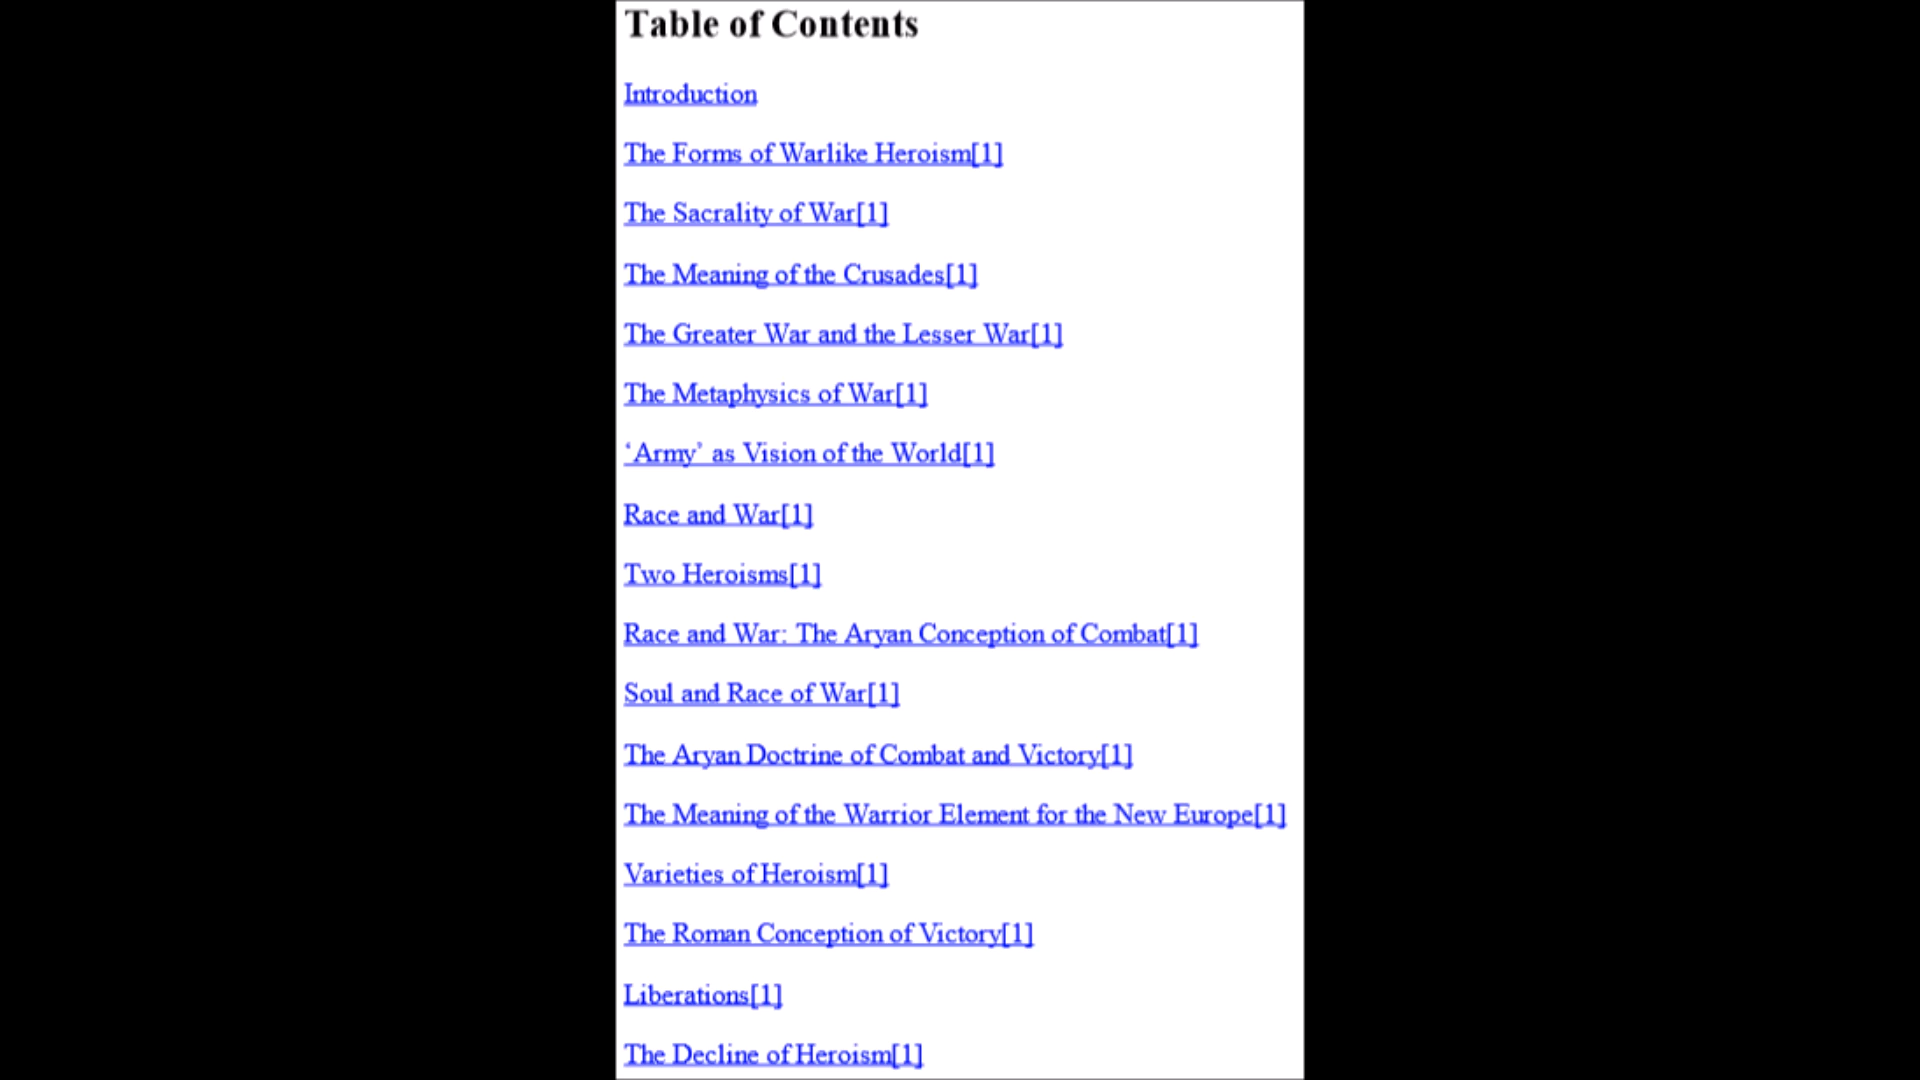 Table of Contents
Introduction
The Forms of Warlike Heroism[1]
The Sacrality of War[1]
The Meaning of the Crusades[1]
The Greater War and the Lesser War[1]
The Metaphysics of War[1]
‘Army’ as Vision of the World[1]
Race and War[1]
Two Heroisms[1]
Race and War: The Aryan Conception of Combat[1]
Soul and Race of War[1]
The Aryan Doctrine of Combat and Victory[1]
The Meaning of the Warrior Element for the New Europe[1]
Varieties of Heroism[1]
The Roman Conception of Victory[1]
Liberations[1]
The Decline of Heroism[1]